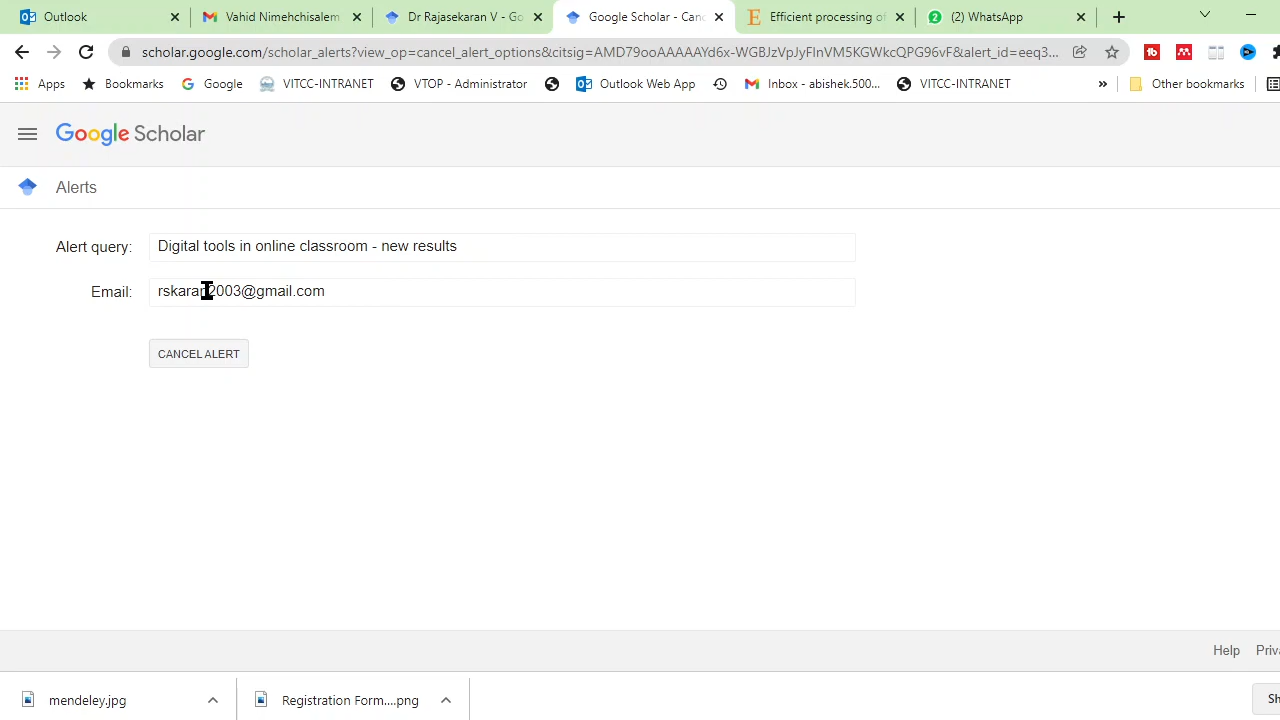 Outlook
Vahid Nimehchisalem
Dr Rajasekaran V - Go
Google Scholar - Canc
Efficient processing of
(2) WhatsApp
scholar.google.com/scholar_alerts?view_op=cancel_alert_options&citsig=AMD79ooAAAAAYd6x-WGBJzVpJyFInVM5KGWkcQPG96vF&alert_id=eeq3...
Apps
Bookmarks
Google
VITCC-INTRANET
VTOP - Administrator
Outlook Web App
Inbox - abishek.500...
VITCC-INTRANET
»
Other bookmarks
Google Scholar
Alerts
Alert query: Digital tools in online classroom - new results
Email: rskaran2003@gmail.com
CANCEL ALERT
Help
Priva
mendeley.jpg
Registration Form....png
Sh